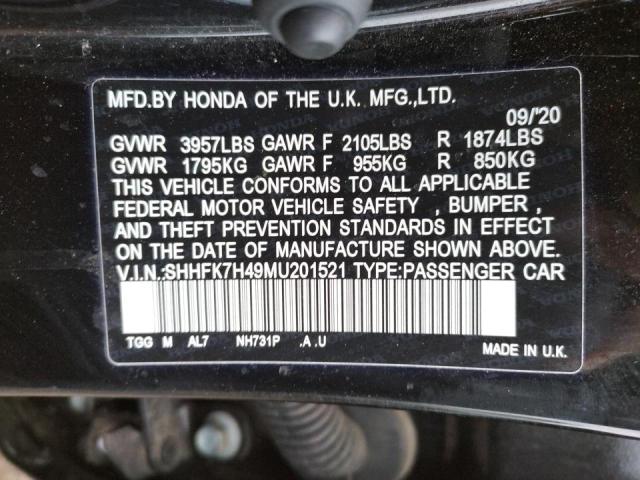 MFD.BY HONDA OF THE U.K. MFG.,LTD.
09/'20
GVWR 3957LBS GAWR F 2105LBS R 1874LBS
GVWR 1795KG GAWR F 955KG R 850KG
THIS VEHICLE CONFORMS TO ALL APPLICABLE
FEDERAL MOTOR VEHICLE SAFETY , BUMPER ,
AND THEFT PREVENTION STANDARDS IN EFFECT
ON THE DATE OF MANUFACTURE SHOWN ABOVE.
V.I.N.:SHHFK7H49MU201521 TYPE:PASSENGER CAR
TGG M AL7 NH731P .A .U
MADE IN U.K.